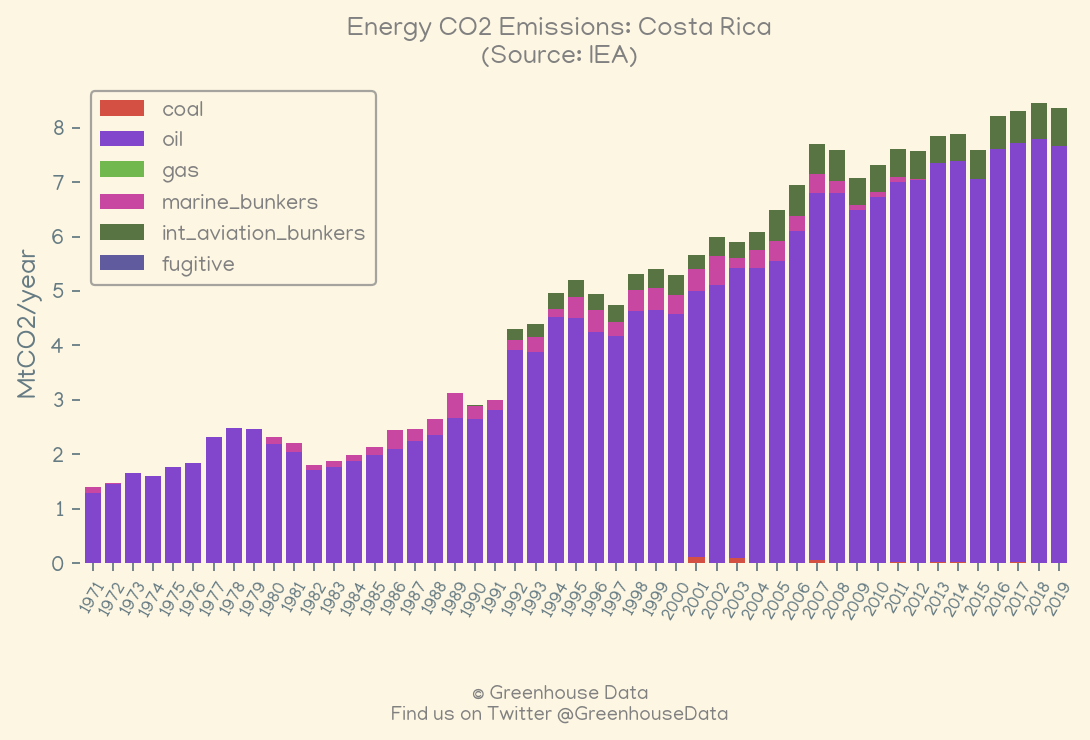 Energy CO2 Emissions: Costa Rica
(Source: IEA)
coal
oil
gas
marine_bunkers
int_aviation_bunkers
fugitive
MtCO2/year
8
7
6
5
4
3
2
1
0
1971 1972 1973 1974 1975 1976 1977 1978 1979 1980 1981 1982 1983 1984 1985 1986 1987 1988 1989 1990 1991 1992 1993 1994 1995 1996 1997 1998 1999 2000 2001 2002 2003 2004 2005 2006 2007 2008 2009 2010 2011 2012 2013 2014 2015 2016 2017 2018 2019
© Greenhouse Data
Find us on Twitter @GreenhouseData